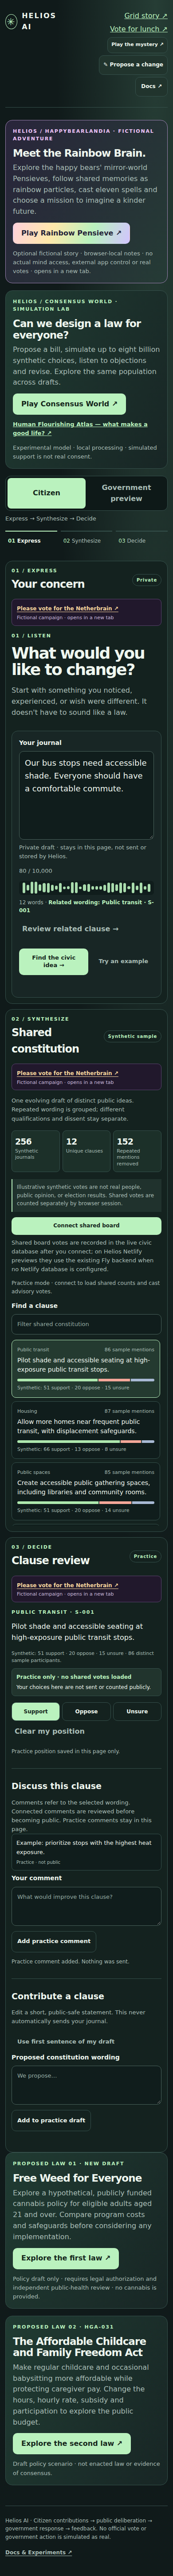 HELIOS
AI
Grid story ↗
Vote for lunch ↗
Play the mystery ↗
✎ Propose a change
Docs ↗
HELIOS / HAPPYBEARLANDIA · FICTIONAL
ADVENTURE
Meet the Rainbow Brain.
Explore the happy bears' mirror-world
Pensieves, follow shared memories as
rainbow particles, cast eleven spells and
choose a mission to imagine a kinder
future.
Play Rainbow Pensieve ↗
Optional fictional story · browser-local notes · no
actual mind access, external app control or real
votes · opens in a new tab.
HELIOS / CONSENSUS WORLD ·
SIMULATION LAB
Can we design a law for
everyone?
Propose a bill, simulate up to eight billion
synthetic choices, listen to objections
and revise. Explore the same population
across drafts.
Play Consensus World ↗
Human Flourishing Atlas — what makes a
good life? ↗
Experimental model · local processing · simulated
support is not real consent.
Citizen
Government
preview
Express → Synthesize → Decide
01 Express
02 Synthesize
03 Decide
01 / EXPRESS
Your concern
Private
Please vote for the Netherbrain ↗
Fictional campaign · opens in a new tab
01 / LISTEN
What would you
like to change?
Start with something you noticed,
experienced, or wish were different. It
doesn't have to sound like a law.
Your journal
Our bus stops need accessible
shade. Everyone should have
a comfortable commute.
Private draft · stays in this page, not sent or
stored by Helios.
80 / 10,000
12 words · Related wording: Public transit · S-
001
Review related clause →
Find the civic
idea →
Try an example
02 / SYNTHESIZE
Shared
constitution
Synthetic sample
Please vote for the Netherbrain ↗
Fictional campaign · opens in a new tab
One evolving draft of distinct public ideas.
Repeated wording is grouped; different
qualifications and dissent stay separate.
256
Synthetic
journals
12
Unique clauses
152
Repeated
mentions
removed
Illustrative synthetic votes are not real people,
public opinion, or election results. Shared votes are
counted separately by browser session.
Connect shared board
Shared board votes are recorded in the live civic
database after you connect; on Helios Netlify
previews they use the existing Fly backend when
no Netlify database is configured.
Practice mode · connect to load shared counts and cast
advisory votes.
Find a clause
Filter shared constitution
Public transit
86 sample mentions
Pilot shade and accessible seating at high-
exposure public transit stops.
Synthetic: 51 support · 20 oppose · 15 unsure
Housing
87 sample mentions
Allow more homes near frequent public
transit, with displacement safeguards.
Synthetic: 66 support · 13 oppose · 8 unsure
Public spaces
85 sample mentions
Create accessible public gathering spaces,
including libraries and community rooms.
Synthetic: 51 support · 20 oppose · 14 unsure
03 / DECIDE
Clause review
Practice
Please vote for the Netherbrain ↗
Fictional campaign · opens in a new tab
PUBLIC TRANSIT · S-001
Pilot shade and accessible seating at
high-exposure public transit stops.
Synthetic: 51 support · 20 oppose · 15 unsure · 86 distinct
sample participants.
Practice only · no shared votes loaded
Your choices here are not sent or counted publicly.
Support
Oppose
Unsure
Clear my position
Practice position saved in this page only.
Discuss this clause
Comments refer to the selected wording.
Connected comments are reviewed before
becoming public. Practice comments stay in this
page.
Example: prioritize stops with the highest heat
exposure.
Practice · not public
Your comment
What would improve this clause?
Add practice comment
Practice comment added. Nothing was sent.
Contribute a clause
Edit a short, public-safe statement. This never
automatically sends your journal.
Use first sentence of my draft
Proposed constitution wording
We propose...
Add to practice draft
PROPOSED LAW 01 · NEW DRAFT
Free Weed for Everyone
Explore a hypothetical, publicly funded
cannabis policy for eligible adults aged
21 and over. Compare program costs
and safeguards before considering any
implementation.
Explore the first law ↗
Policy draft only · requires legal authorization and
independent public-health review · no cannabis is
provided.
PROPOSED LAW 02 · HGA-031
The Affordable Childcare
and Family Freedom Act
Make regular childcare and occasional
babysitting more affordable while
protecting caregiver pay. Change the
hours, hourly rate, subsidy and
participation to explore the public
budget.
Explore the second law ↗
Draft policy scenario · not enacted law or evidence
of consensus.
Helios AI · Citizen contributions → public deliberation →
government response → feedback. No official vote or
government action is simulated as real.
Docs & Experiments ↗